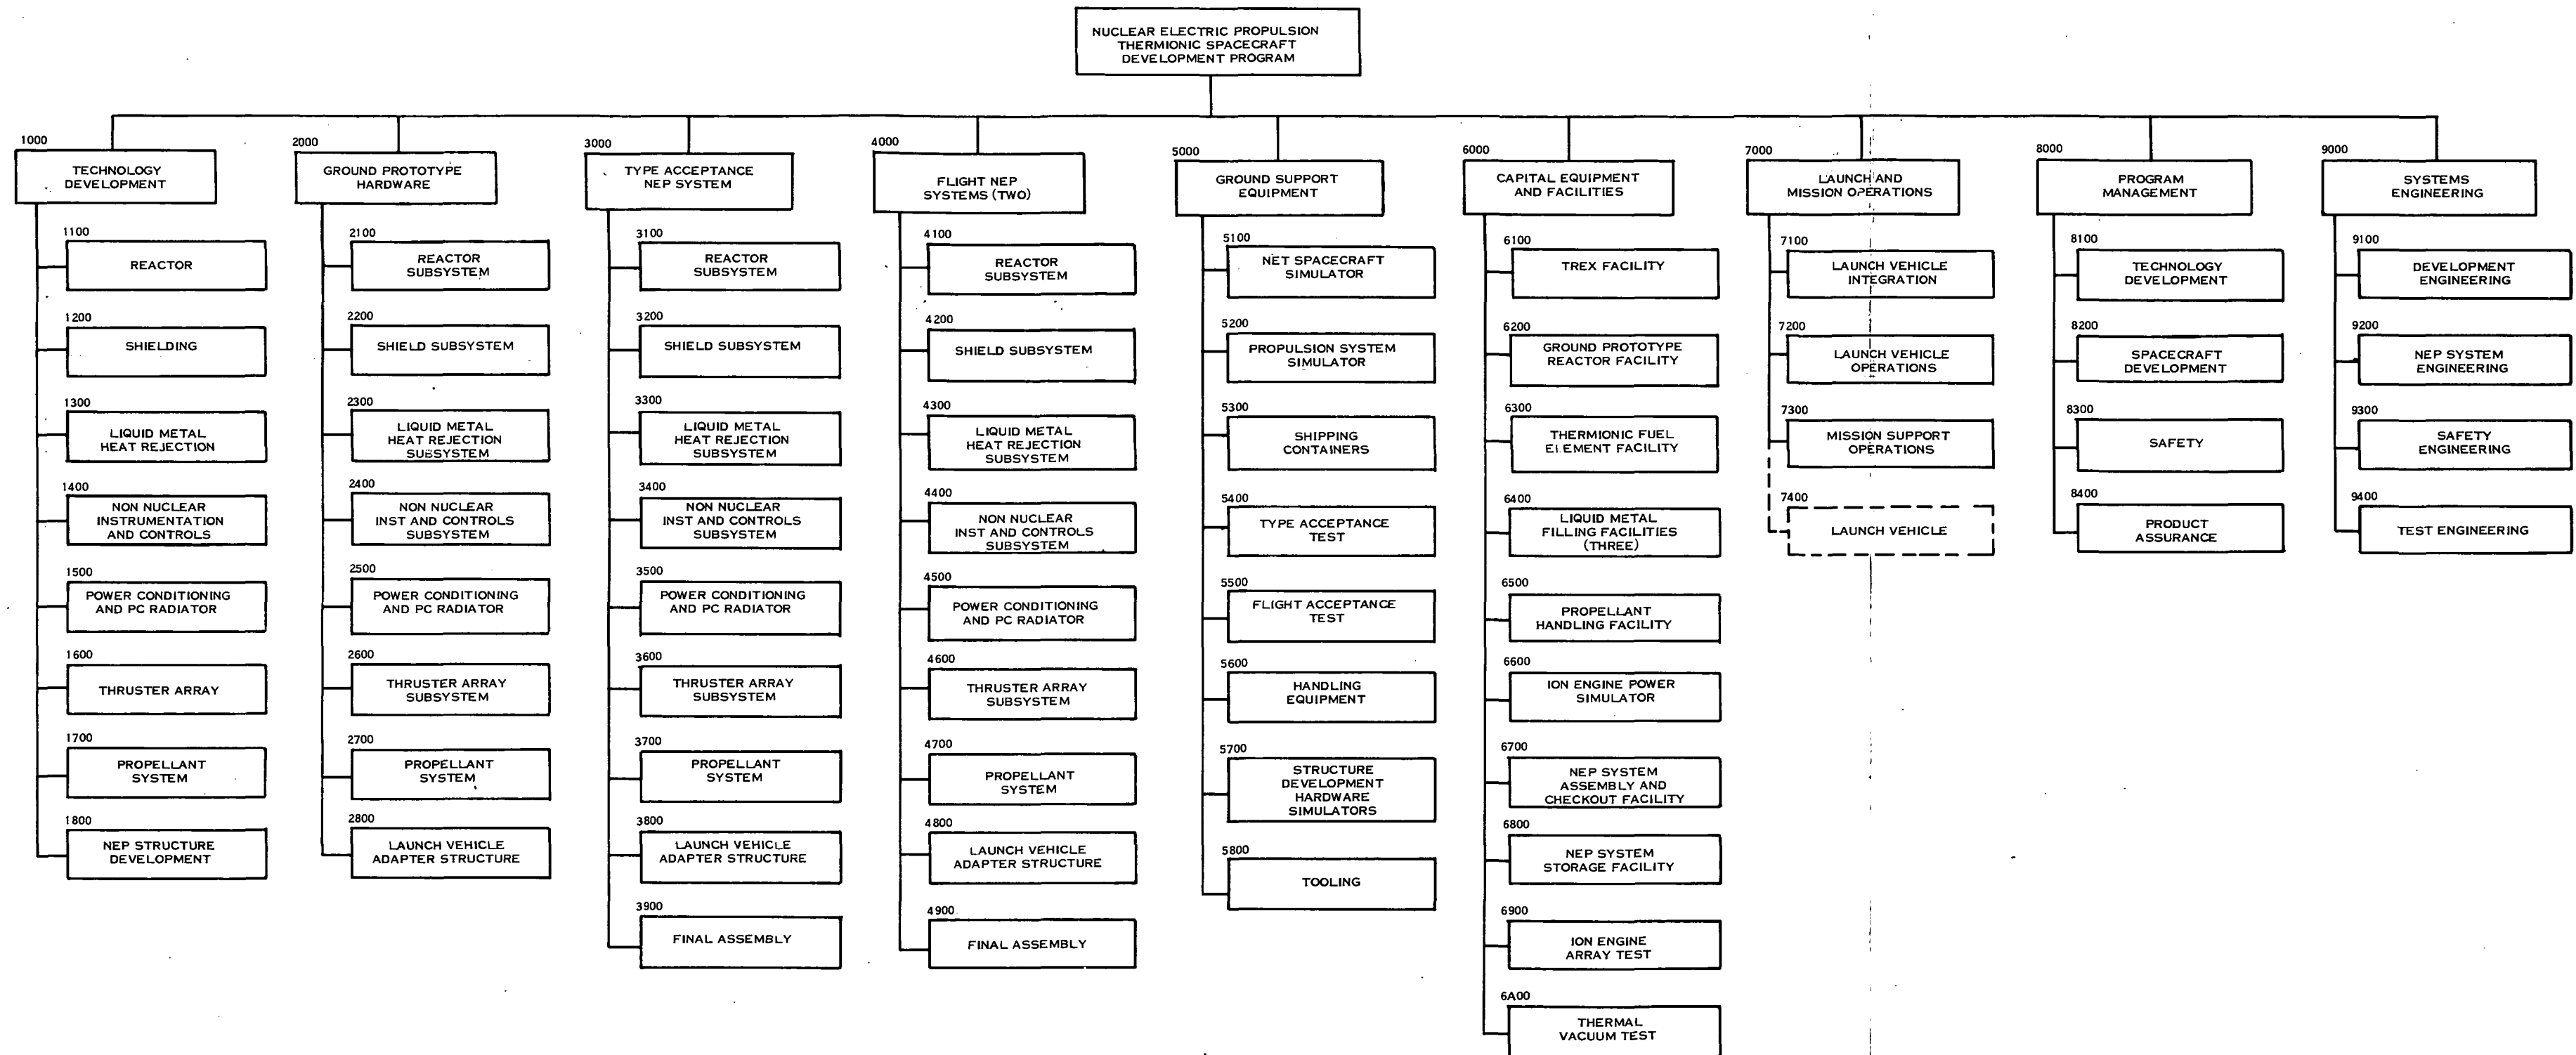 NUCLEAR ELECTRIC PROPULSION
THERMIONIC SPACECRAFT
DEVELOPMENT PROGRAM
1000
TECHNOLOGY
DEVELOPMENT
1100
REACTOR
1200
SHIELDING
1300
LIQUID METAL
HEAT REJECTION
1400
NON NUCLEAR
INSTRUMENTATION
AND CONTROLS
1500
POWER CONDITIONING
AND PC RADIATOR
1600
THRUSTER ARRAY
1700
PROPELLANT
SYSTEM
1800
NEP STRUCTURE
DEVELOPMENT
2000
GROUND PROTOTYPE
HARDWARE
2100
REACTOR
SUBSYSTEM
2200
SHIELD SUBSYSTEM
2300
LIQUID METAL
HEAT REJECTION
SUBSYSTEM
2400
NON NUCLEAR
INST AND CONTROLS
SUBSYSTEM
2500
POWER CONDITIONING
AND PC RADIATOR
2600
THRUSTER ARRAY
SUBSYSTEM
2700
PROPELLANT
SYSTEM
2800
LAUNCH VEHICLE
ADAPTER STRUCTURE
3000
TYPE ACCEPTANCE
NEP SYSTEM
3100
REACTOR
SUBSYSTEM
3200
SHIELD SUBSYSTEM
3300
LIQUID METAL
HEAT REJECTION
SUBSYSTEM
3400
NON NUCLEAR
INST AND CONTROLS
SUBSYSTEM
3500
POWER CONDITIONING
AND PC RADIATOR
3600
THRUSTER ARRAY
SUBSYSTEM
3700
PROPELLANT
SYSTEM
3800
LAUNCH VEHICLE
ADAPTER STRUCTURE
3900
FINAL ASSEMBLY
4000
FLIGHT NEP
SYSTEMS (TWO)
4100
REACTOR
SUBSYSTEM
4200
SHIELD SUBSYSTEM
4300
LIQUID METAL
HEAT REJECTION
SUBSYSTEM
4400
NON NUCLEAR
INST AND CONTROLS
SUBSYSTEM
4500
POWER CONDITIONING
AND PC RADIATOR
4600
THRUSTER ARRAY
SUBSYSTEM
4700
PROPELLANT
SYSTEM
4800
LAUNCH VEHICLE
ADAPTER STRUCTURE
4900
FINAL ASSEMBLY
5000
GROUND SUPPORT
EQUIPMENT
5100
NET SPACECRAFT
SIMULATOR
5200
PROPULSION SYSTEM
SIMULATOR
5300
SHIPPING
CONTAINERS
5400
TYPE ACCEPTANCE
TEST
5500
FLIGHT ACCEPTANCE
TEST
5600
HANDLING
EQUIPMENT
5700
STRUCTURE
DEVELOPMENT
HARDWARE
SIMULATORS
5800
TOOLING
6000
CAPITAL EQUIPMENT
AND FACILITIES
6100
TREX FACILITY
6200
GROUND PROTOTYPE
REACTOR FACILITY
6300
THERMIONIC FUEL
ELEMENT FACILITY
6400
LIQUID METAL
FILLING FACILITIES
(THREE)
6500
PROPELLANT
HANDLING FACILITY
6600
ION ENGINE POWER
SIMULATOR
6700
NEP SYSTEM
ASSEMBLY AND
CHECKOUT FACILITY
6800
NEP SYSTEM
STORAGE FACILITY
6900
ION ENGINE
ARRAY TEST
6A00
THERMAL
VACUUM TEST
7000
LAUNCH AND
MISSION OPERATIONS
7100
LAUNCH VEHICLE
INTEGRATION
7200
LAUNCH VEHICLE
OPERATIONS
7300
MISSION SUPPORT
OPERATIONS
7400
LAUNCH VEHICLE
8000
PROGRAM
MANAGEMENT
8100
TECHNOLOGY
DEVELOPMENT
8200
SPACECRAFT
DEVELOPMENT
8300
SAFETY
8400
PRODUCT
ASSURANCE
9000
SYSTEMS
ENGINEERING
9100
DEVELOPMENT
ENGINEERING
9200
NEP SYSTEM
ENGINEERING
9300
SAFETY
ENGINEERING
9400
TEST ENGINEERING